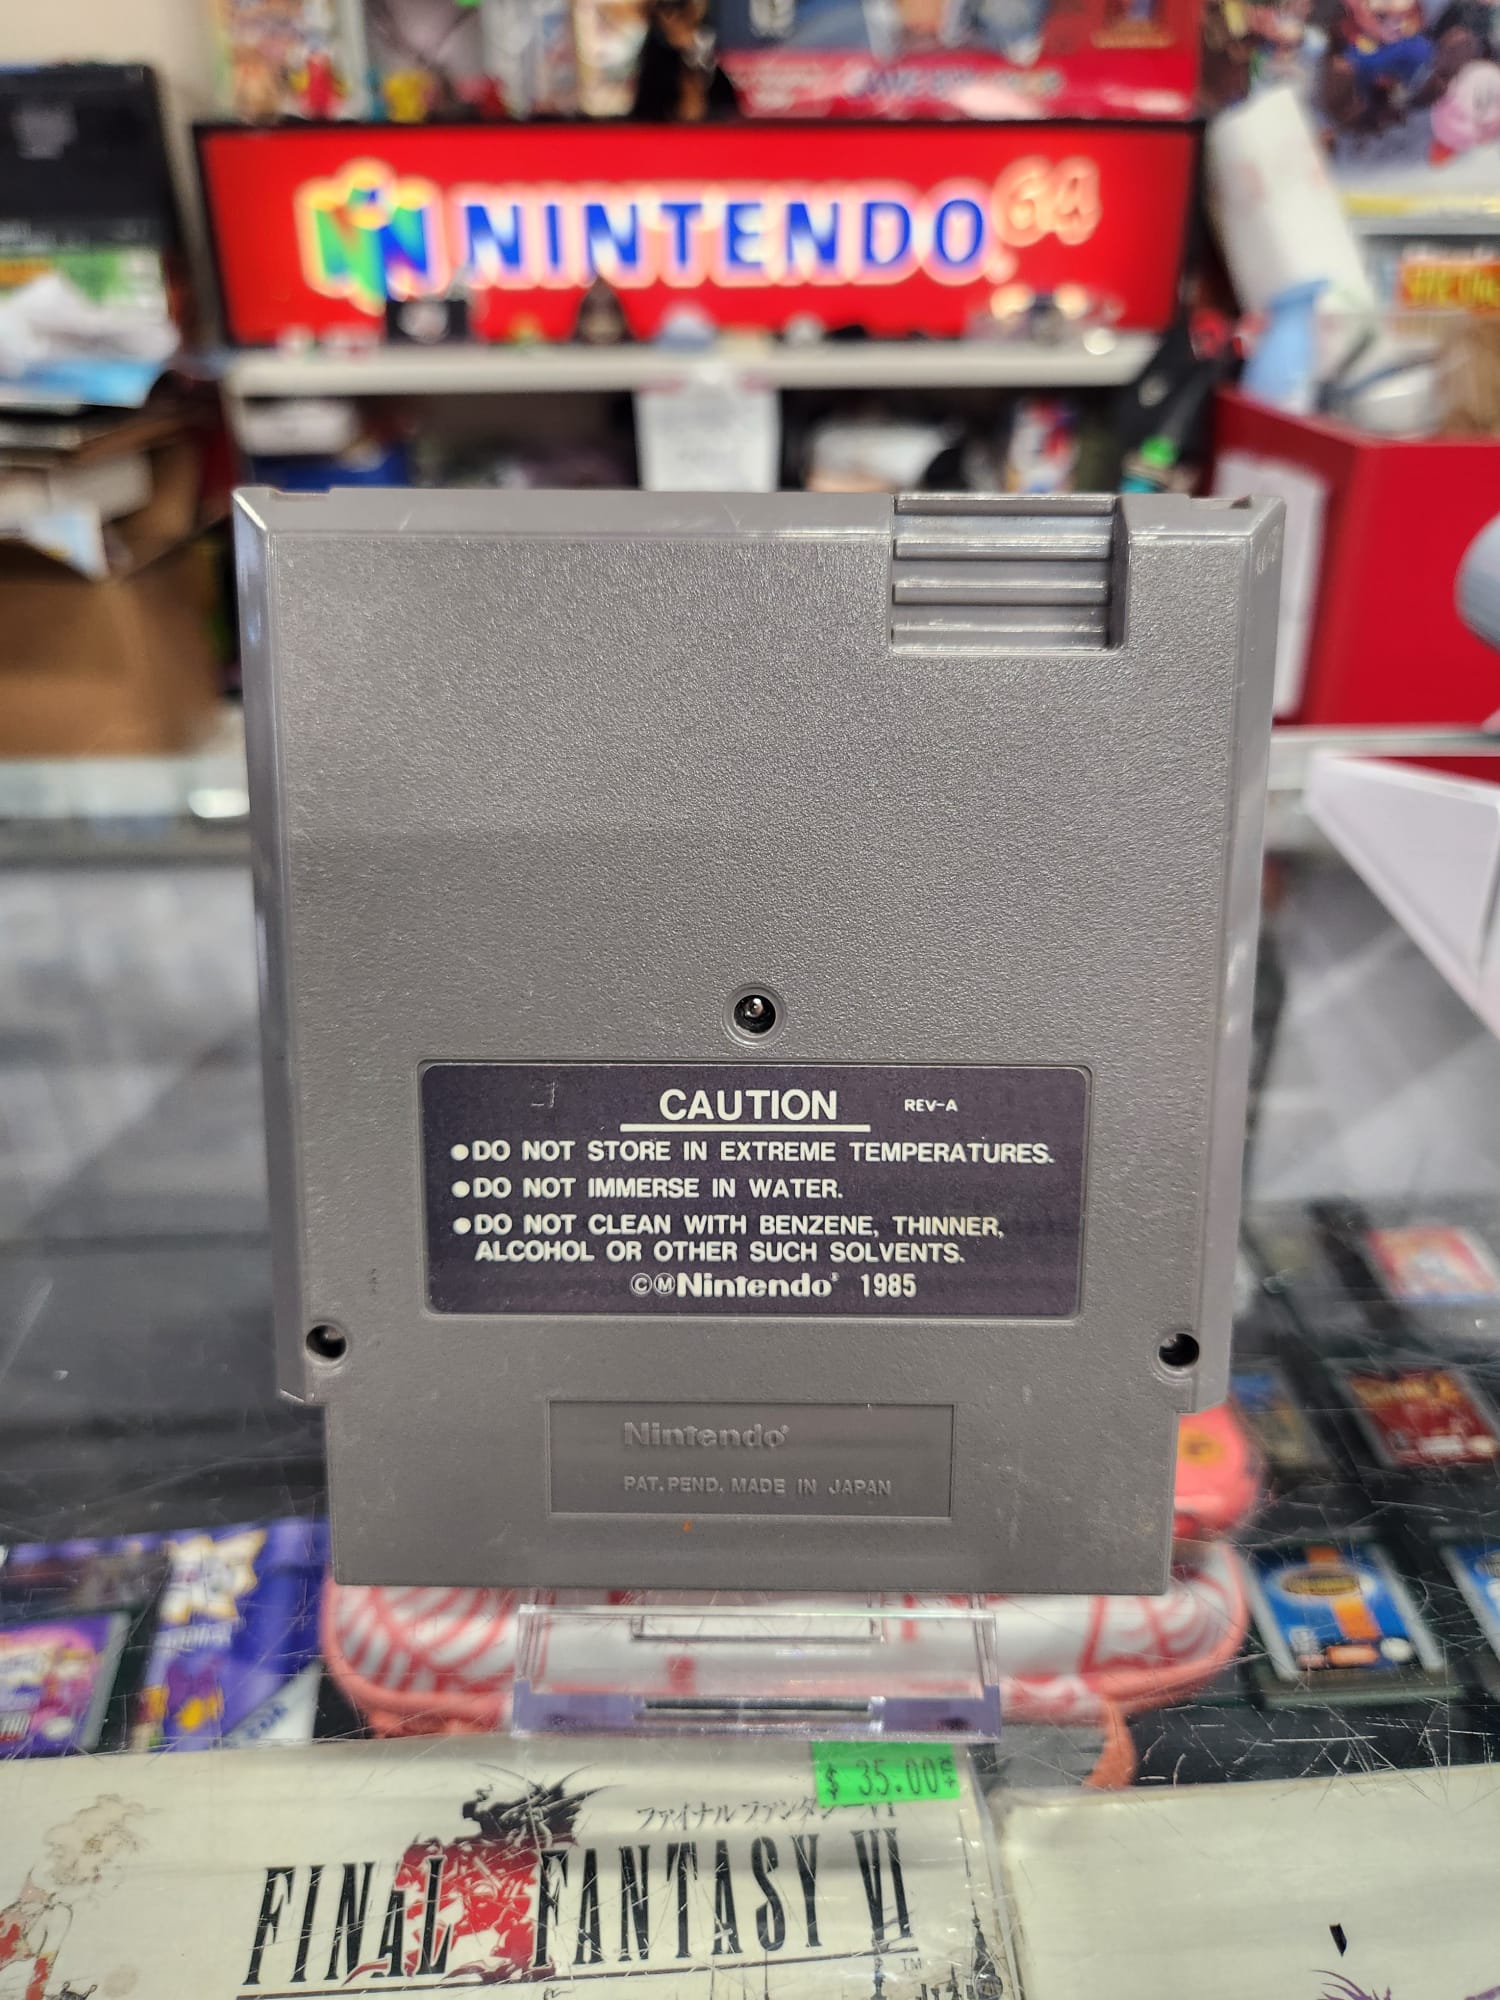 NINTENDO 64
CAUTION REV-A
●DO NOT STORE IN EXTREME TEMPERATURES.
●DO NOT IMMERSE IN WATER.
●DO NOT CLEAN WITH BENZENE, THINNER,
ALCOHOL OR OTHER SUCH SOLVENTS.
©ⓂNintendo® 1985
Nintendo®
PAT. PEND. MADE IN JAPAN
$ 35.00
ファイナルファンタジーVI
FINAL FANTASY VI
TM